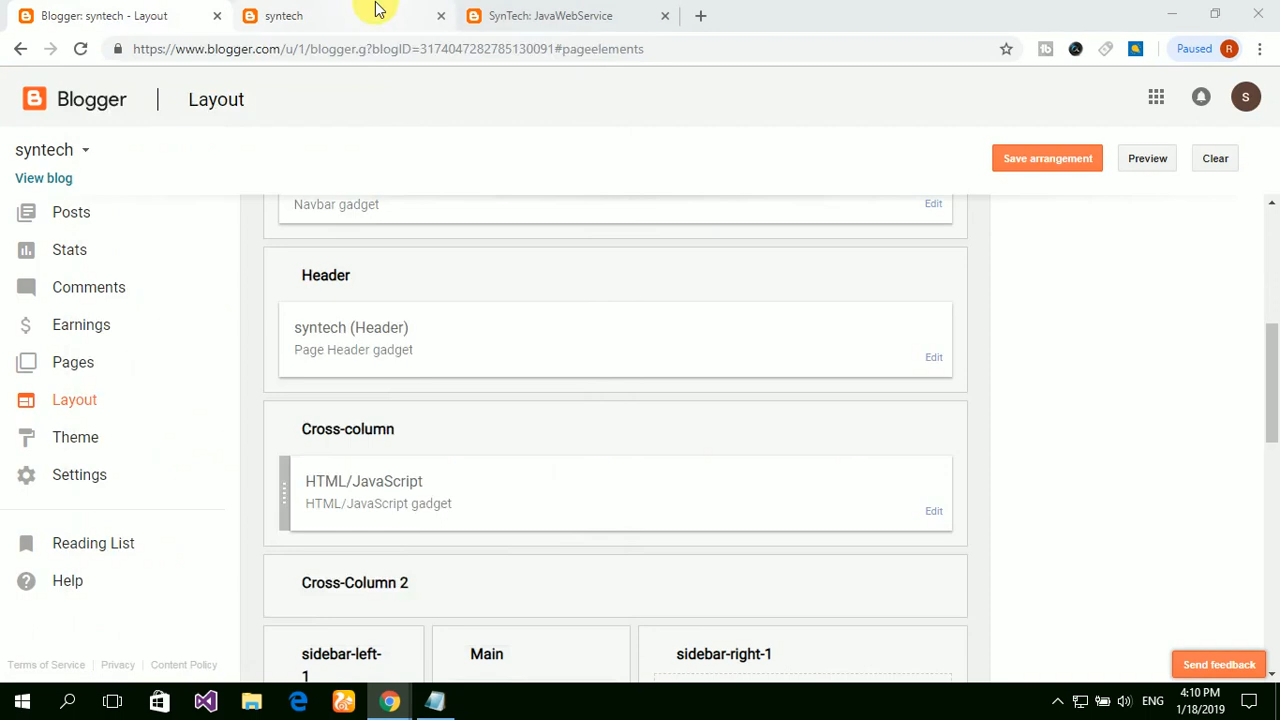 Blogger: syntech - Layout
syntech
SynTech: JavaWebService
https://www.blogger.com/u/1/blogger.g?blogID=3174047282785130091#pageelements
Paused
R
Blogger
Layout
S
syntech
View blog
Save arrangement
Preview
Clear
Posts
Stats
Comments
Earnings
Pages
Layout
Theme
Settings
Reading List
Help
Terms of Service | Privacy | Content Policy
Navbar gadget
Edit
Header
syntech (Header)
Page Header gadget
Edit
Cross-column
HTML/JavaScript
HTML/JavaScript gadget
Edit
Cross-Column 2
sidebar-left-
1
Main
sidebar-right-1
Send feedback
ENG
4:10 PM
1/18/2019